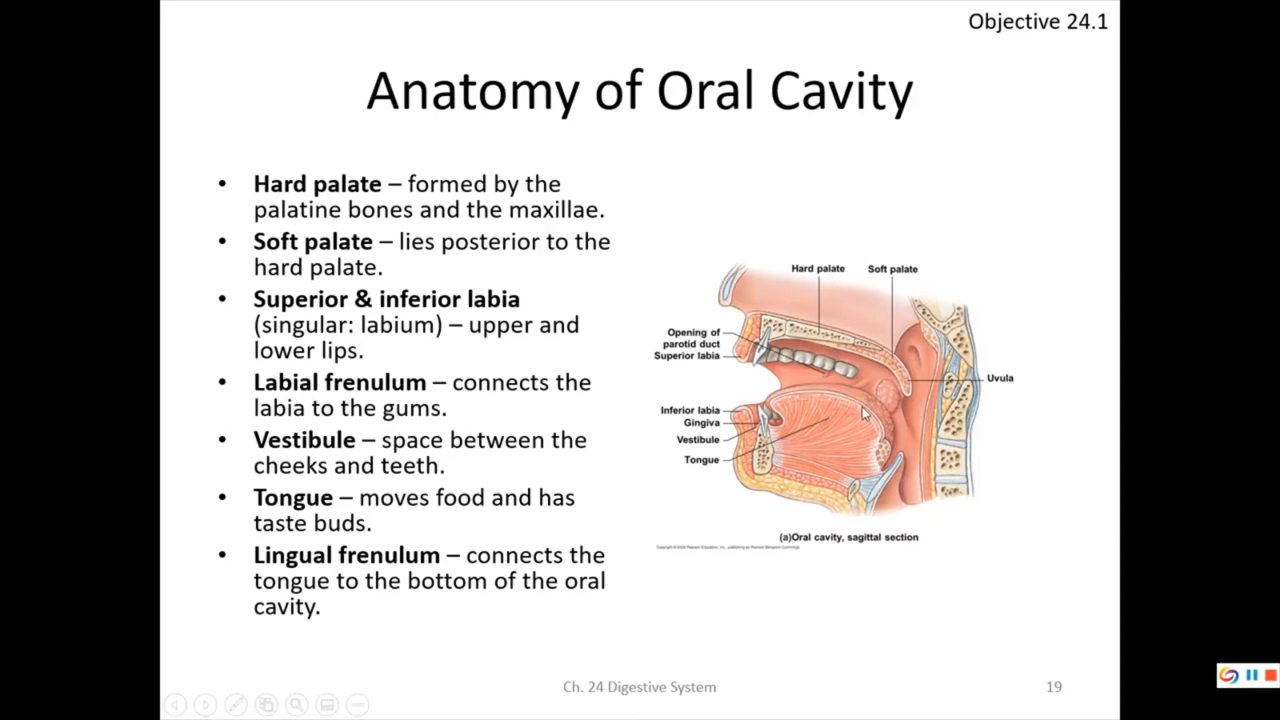 Objective 24.1
Anatomy of Oral Cavity
• Hard palate – formed by the
palatine bones and the maxillae.
• Soft palate – lies posterior to the
hard palate.
• Superior & inferior labia
(singular: labium) – upper and
lower lips.
• Labial frenulum – connects the
labia to the gums.
• Vestibule – space between the
cheeks and teeth.
• Tongue – moves food and has
taste buds.
• Lingual frenulum – connects the
tongue to the bottom of the oral
cavity.
Hard palate
Soft palate
Opening of
parotid duct
Superior labia
Uvula
Inferior labia
Gingiva
Vestibule
Tongue
(a)Oral cavity, sagittal section
Copyright © 2009 Pearson Education, Inc., publishing as Pearson Benjamin Cummings
Ch. 24 Digestive System
19